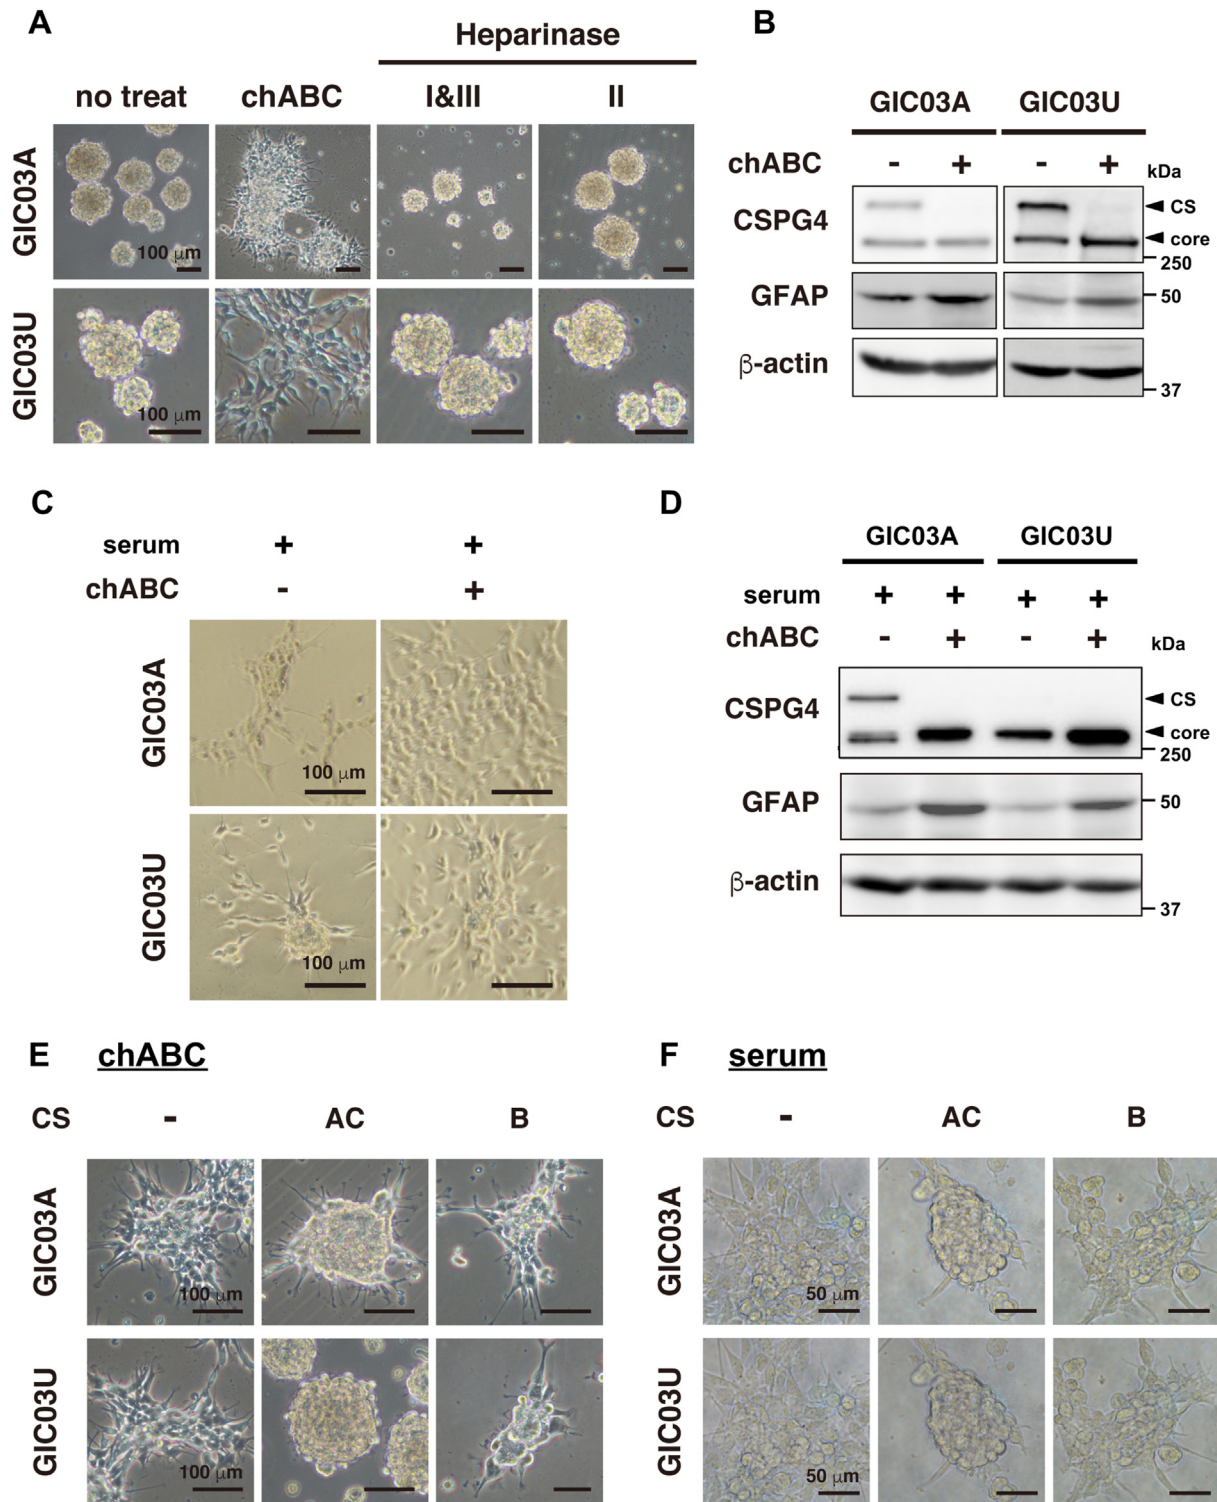 A
Heparinase
no treat chABC I&III II
GIC03A
100 μm
GIC03U
100 μm
B
GIC03A GIC03U
chABC - + - + kDa
CSPG4
CS
core
250
GFAP
50
β-actin
37
C
serum + +
chABC - +
GIC03A
100 μm
GIC03U
100 μm
D
GIC03A GIC03U
serum + + + +
chABC - + - + kDa
CSPG4
CS
core
250
GFAP
50
β-actin
37
E chABC
CS - AC B
GIC03A
100 μm
GIC03U
100 μm
F serum
- AC B
GIC03A
50 μm
GIC03U
50 μm